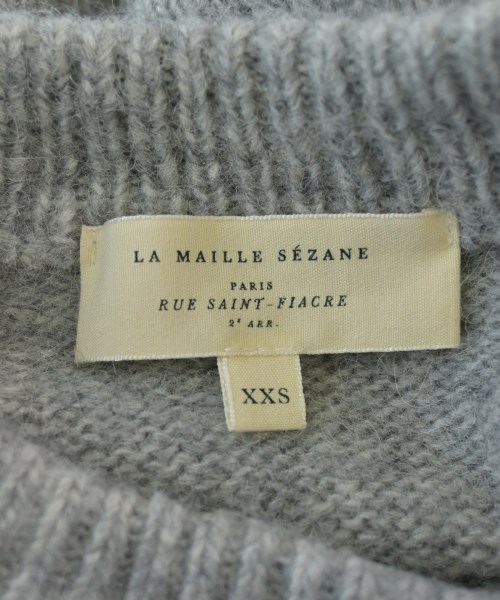 LA MAILLE SÉZANE
PARIS
RUE SAINT-FIACRE
2ᵉ ARR.
XXS